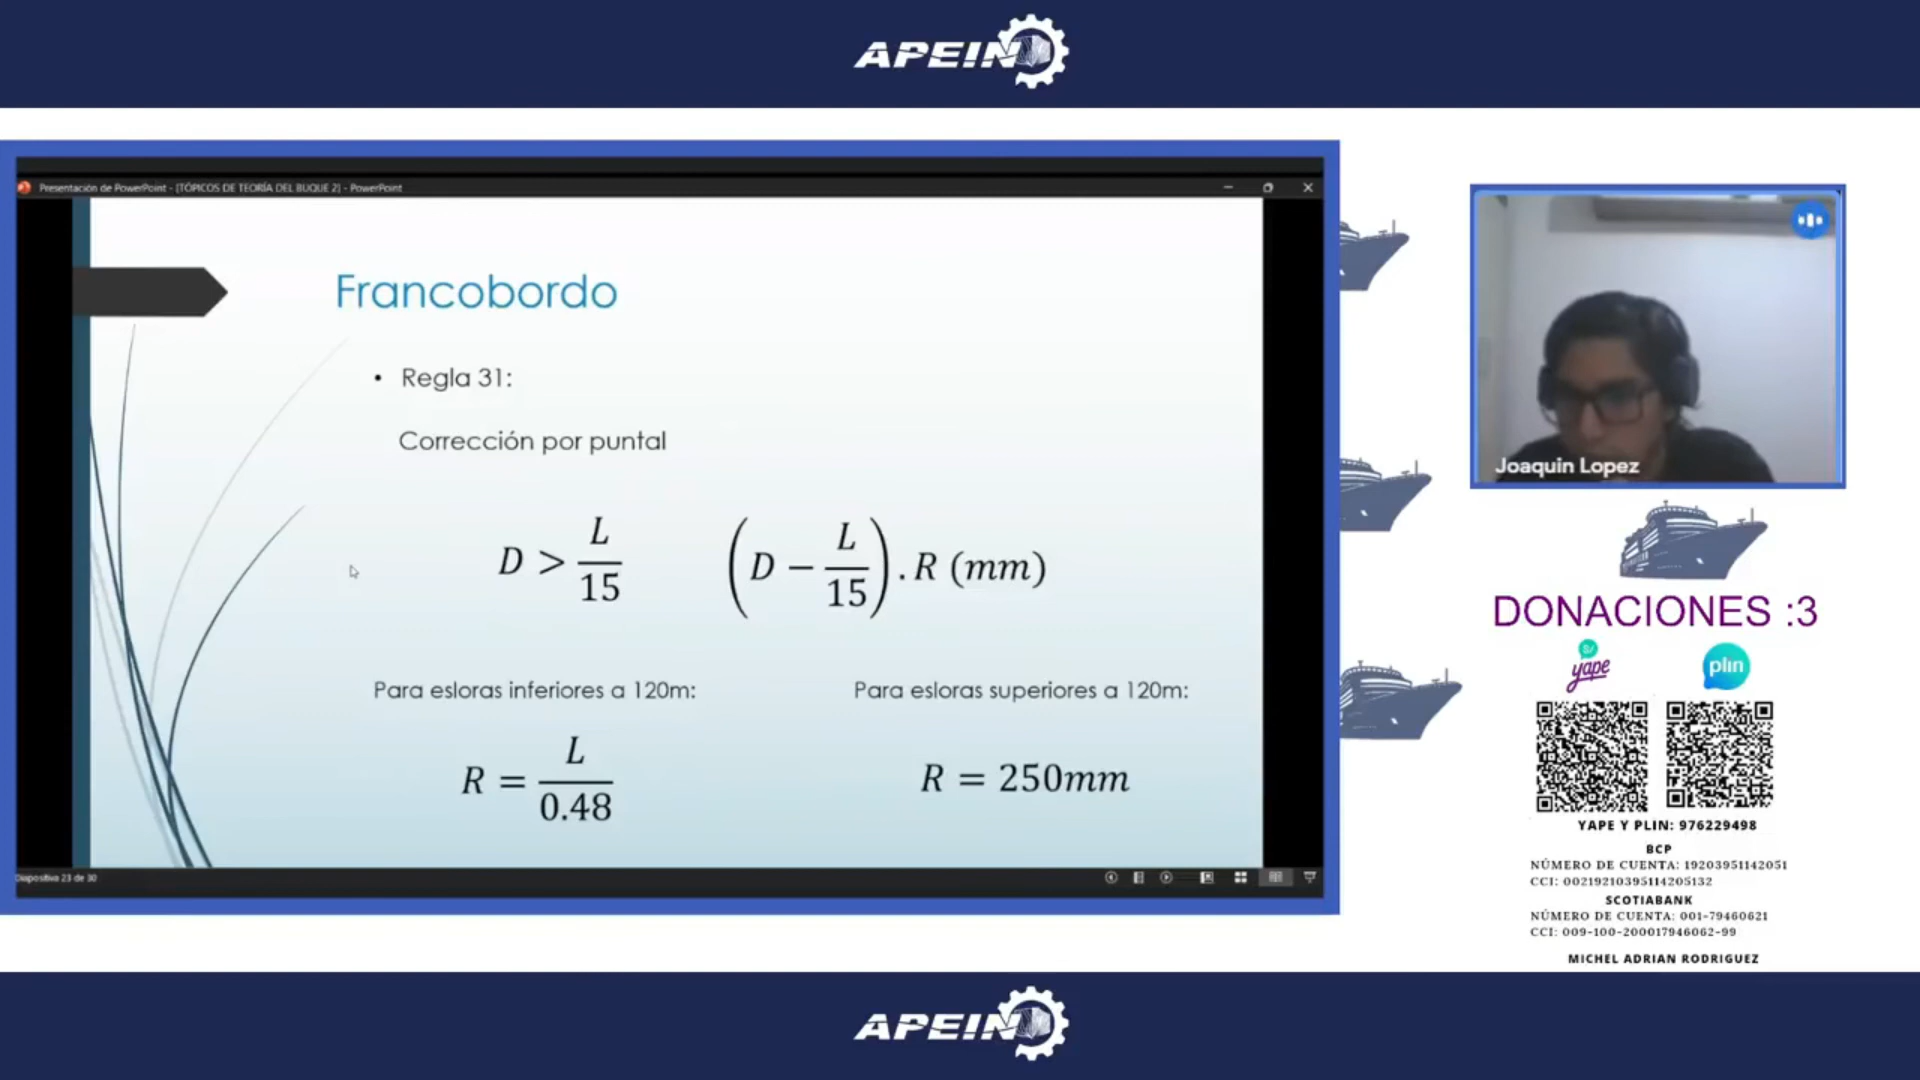 APEIN
Presentación de PowerPoint - [TÓPICOS DE TEORÍA DEL BUQUE 2] - PowerPoint
Francobordo
• Regla 31:
Corrección por puntal
D > L/15
(D − L/15) . R (mm)
Para esloras inferiores a 120m:
R = L/0.48
Para esloras superiores a 120m:
R = 250mm
Diapositiva 23 de 30
Joaquin Lopez
DONACIONES :3
S/
yape
plin
YAPE Y PLIN: 976229498
BCP
NÚMERO DE CUENTA: 19203951142051
CCI: 00219210395114205132
SCOTIABANK
NÚMERO DE CUENTA: 001-79460621
CCI: 009-100-200017946062-99
MICHEL ADRIAN RODRIGUEZ
APEIN